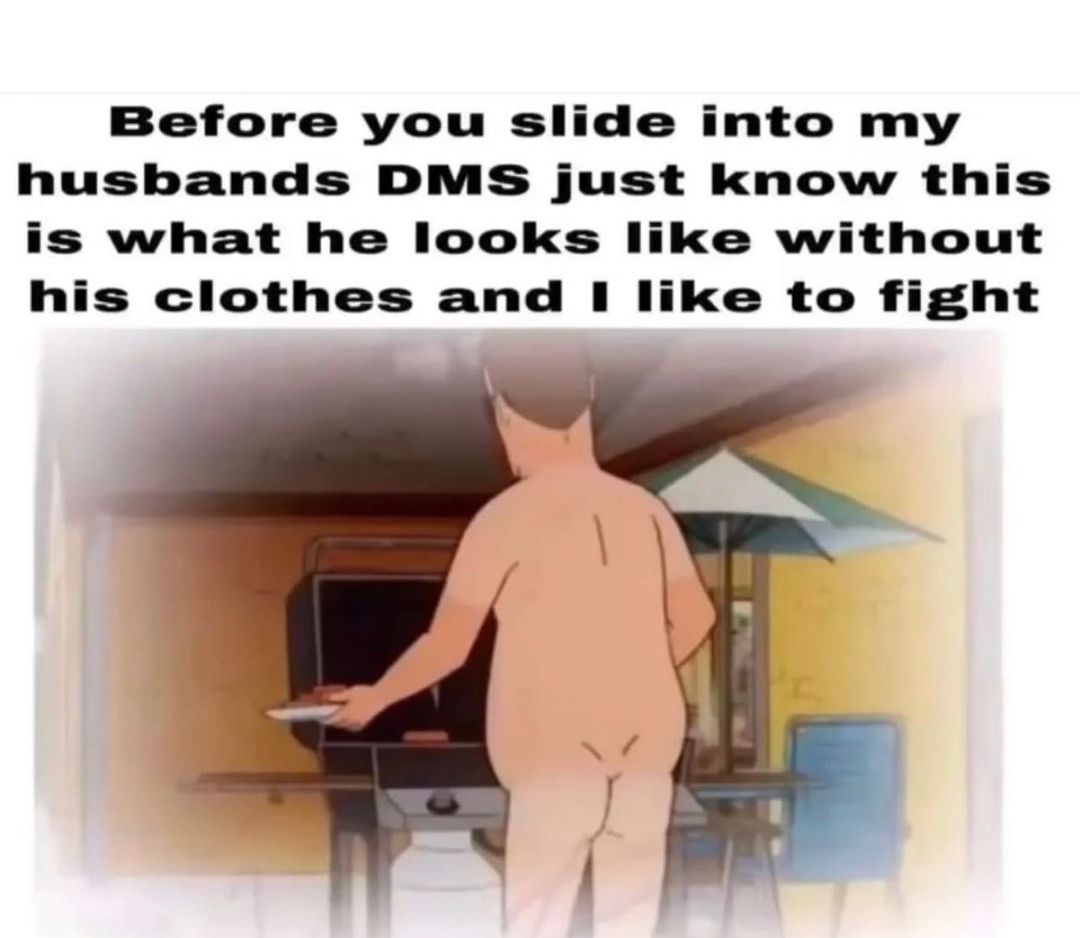 Before you slide into my
husbands DMS just know this
is what he looks like without
his clothes and I like to fight